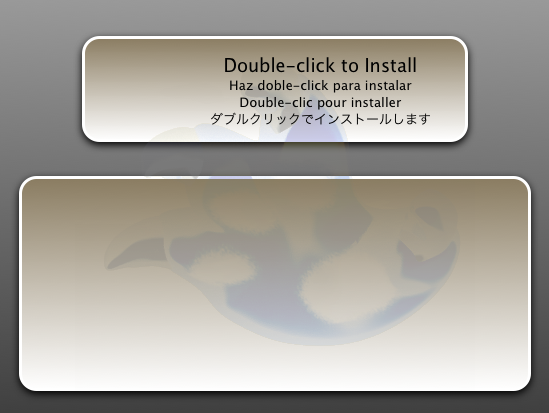 Double-click to Install
Haz doble-click para instalar
Double-clic pour installer
ダブルクリックでインストールします